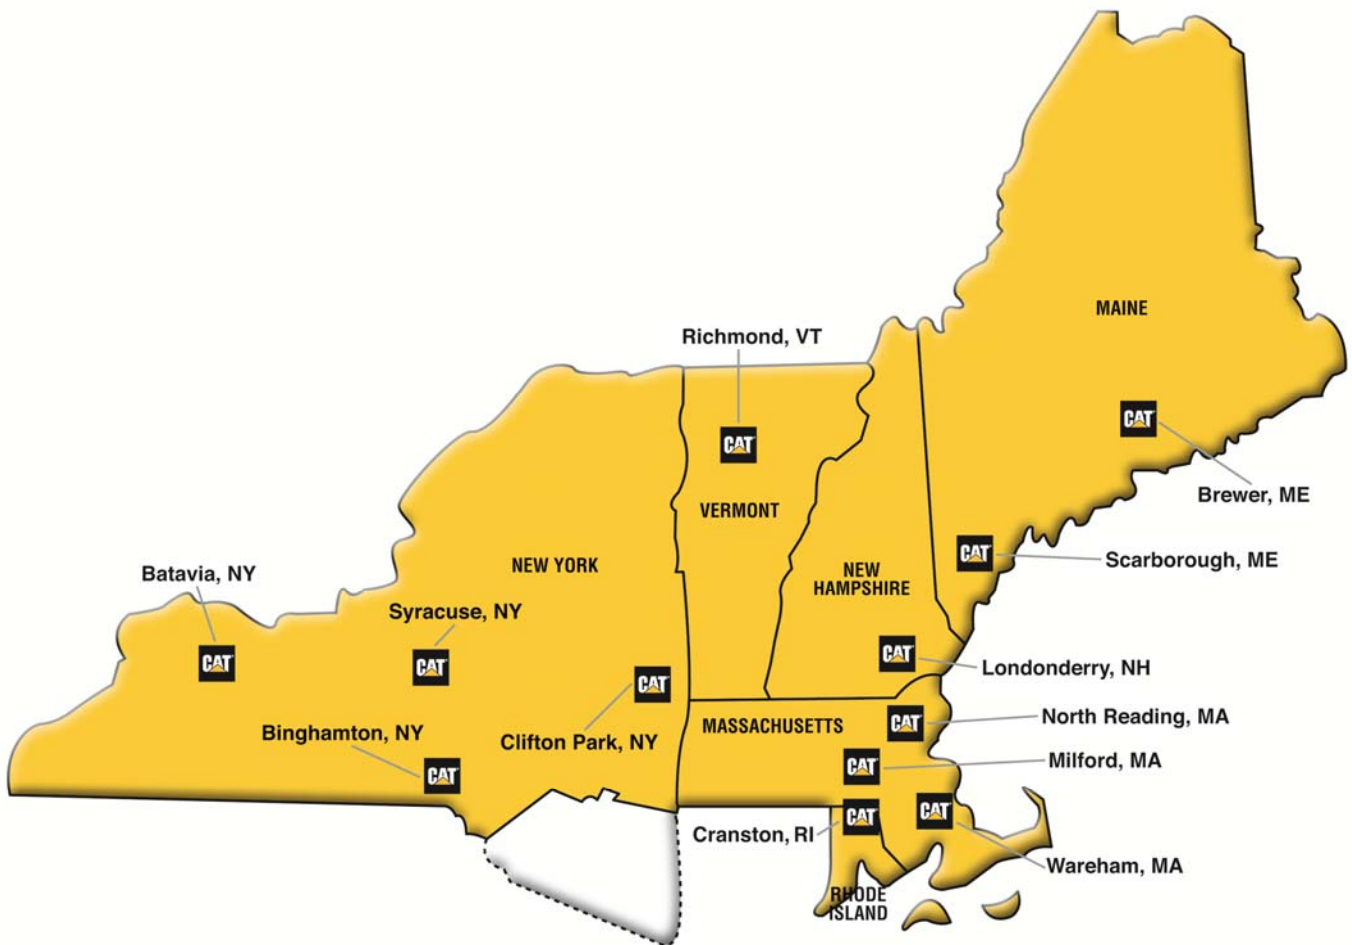 MAINE
Richmond, VT
CAT
CAT
Brewer, ME
VERMONT
CAT
Scarborough, ME
NEW YORK
NEW
HAMPSHIRE
Batavia, NY
Syracuse, NY
CAT
CAT
CAT
Londonderry, NH
CAT
Binghamton, NY
Clifton Park, NY
MASSACHUSETTS
CAT
North Reading, MA
CAT
CAT
Milford, MA
Cranston, RI
CAT
CAT
Wareham, MA
RHODE
ISLAND